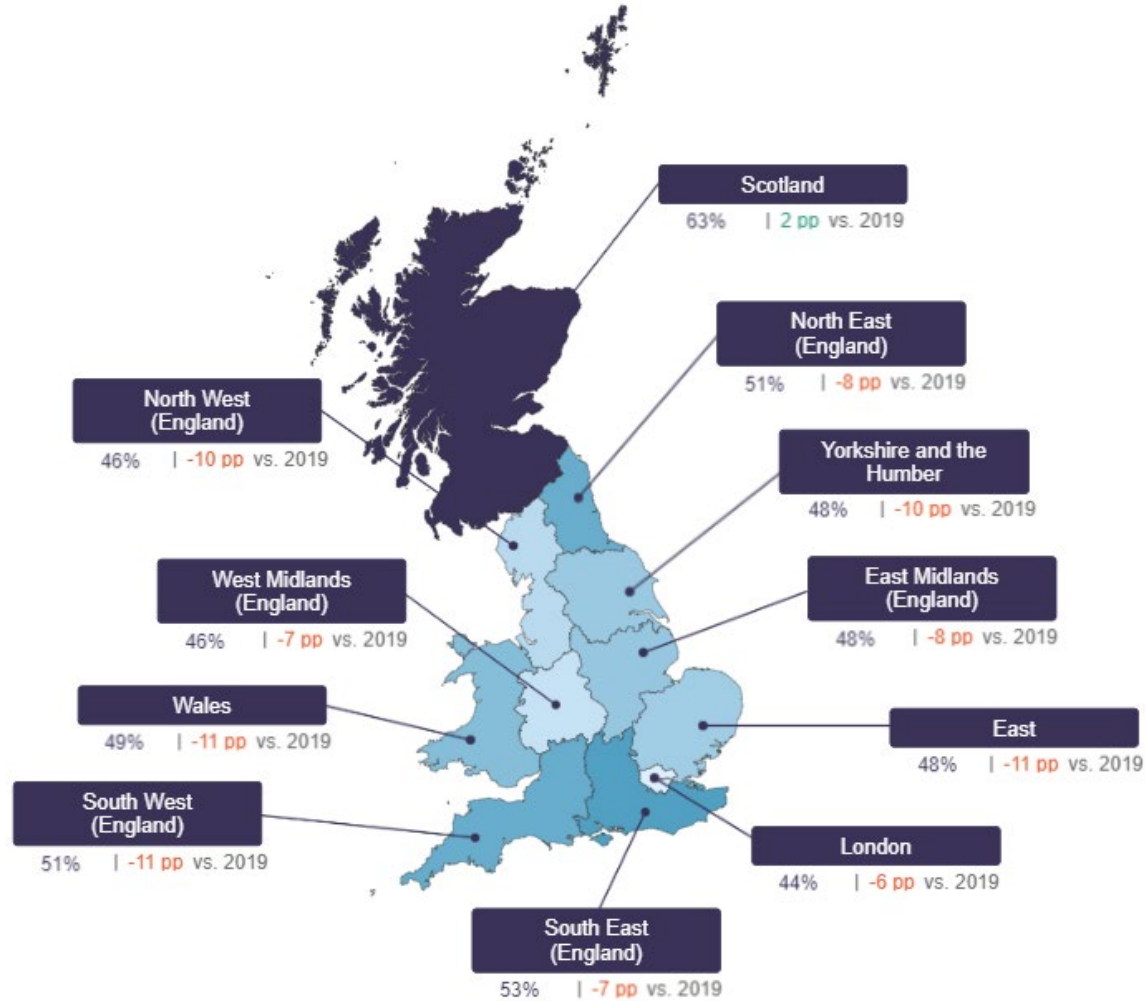 Scotland
63% | 2 pp vs. 2019
North East
(England)
51% | -8 pp vs. 2019
North West
(England)
46% | -10 pp vs. 2019
Yorkshire and the
Humber
48% | -10 pp vs. 2019
West Midlands
(England)
46% | -7 pp vs. 2019
East Midlands
(England)
48% | -8 pp vs. 2019
Wales
49% | -11 pp vs. 2019
East
48% | -11 pp vs. 2019
South West
(England)
51% | -11 pp vs. 2019
London
44% | -6 pp vs. 2019
South East
(England)
53% | -7 pp vs. 2019